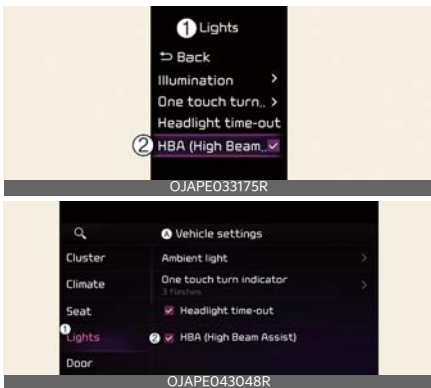 ① Lights
⮌ Back
Illumination >
One touch turn.. >
Headlight time-out
② HBA (High Beam..
OJAPE033175R
Ⓐ Vehicle settings
Cluster
Ambient light >
Climate
One touch turn indicator >
3 flashes
Seat
Headlight time-out
① Lights
② HBA (High Beam Assist)
Door
OJAPE043048R